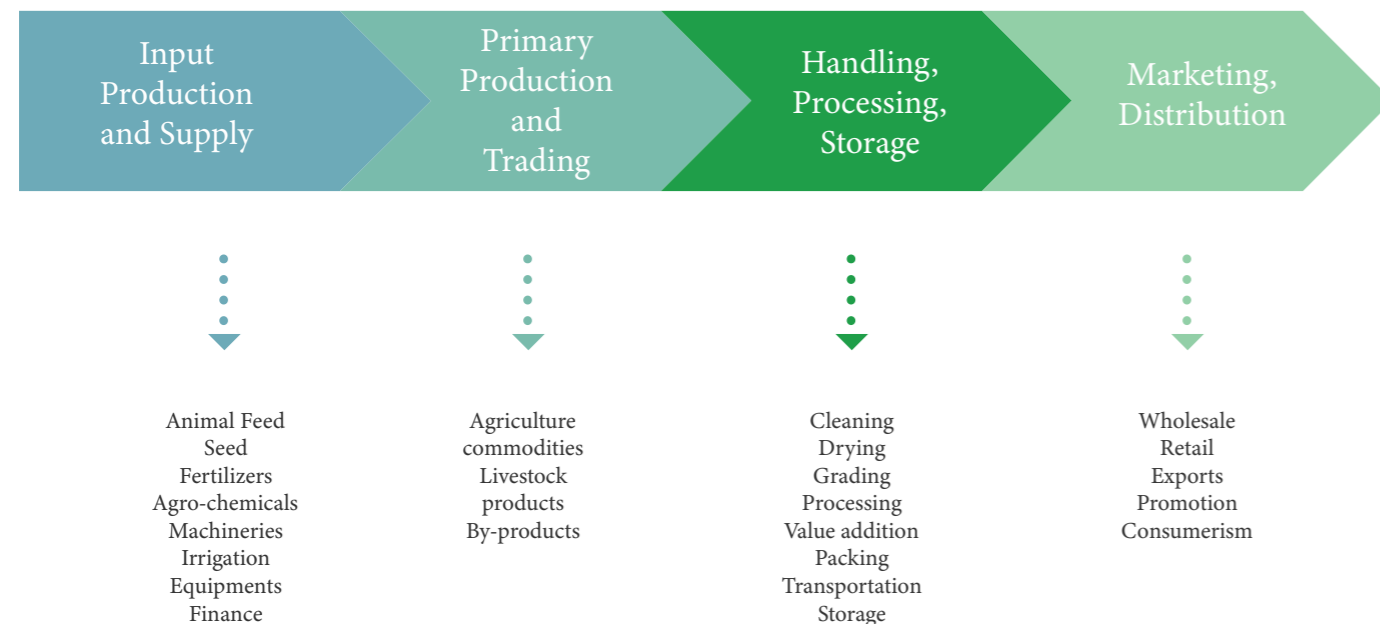 Input
Production
and Supply
Primary
Production
and
Trading
Handling,
Processing,
Storage
Marketing,
Distribution
Animal Feed
Seed
Fertilizers
Agro-chemicals
Machineries
Irrigation
Equipments
Finance
Agriculture
commodities
Livestock
products
By-products
Cleaning
Drying
Grading
Processing
Value addition
Packing
Transportation
Storage
Wholesale
Retail
Exports
Promotion
Consumerism